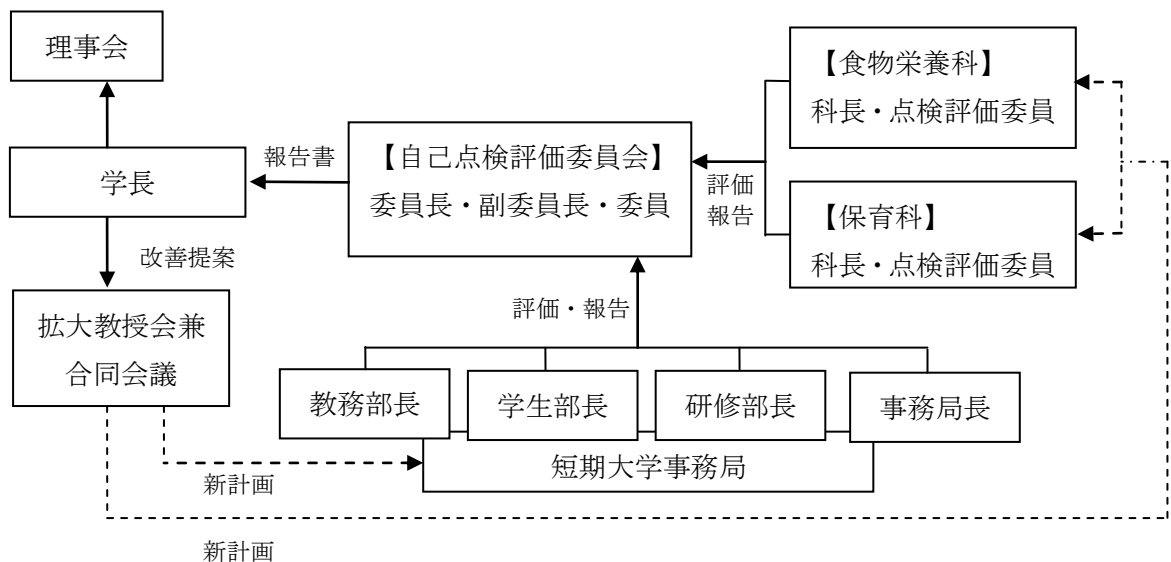 理事会
学長
改善提案
拡大教授会兼
合同会議
報告書
【自己点検評価委員会】
委員長・副委員長・委員
評価
報告
【食物栄養科】
科長・点検評価委員
【保育科】
科長・点検評価委員
評価・報告
教務部長
学生部長
研修部長
事務局長
短期大学事務局
新計画
新計画